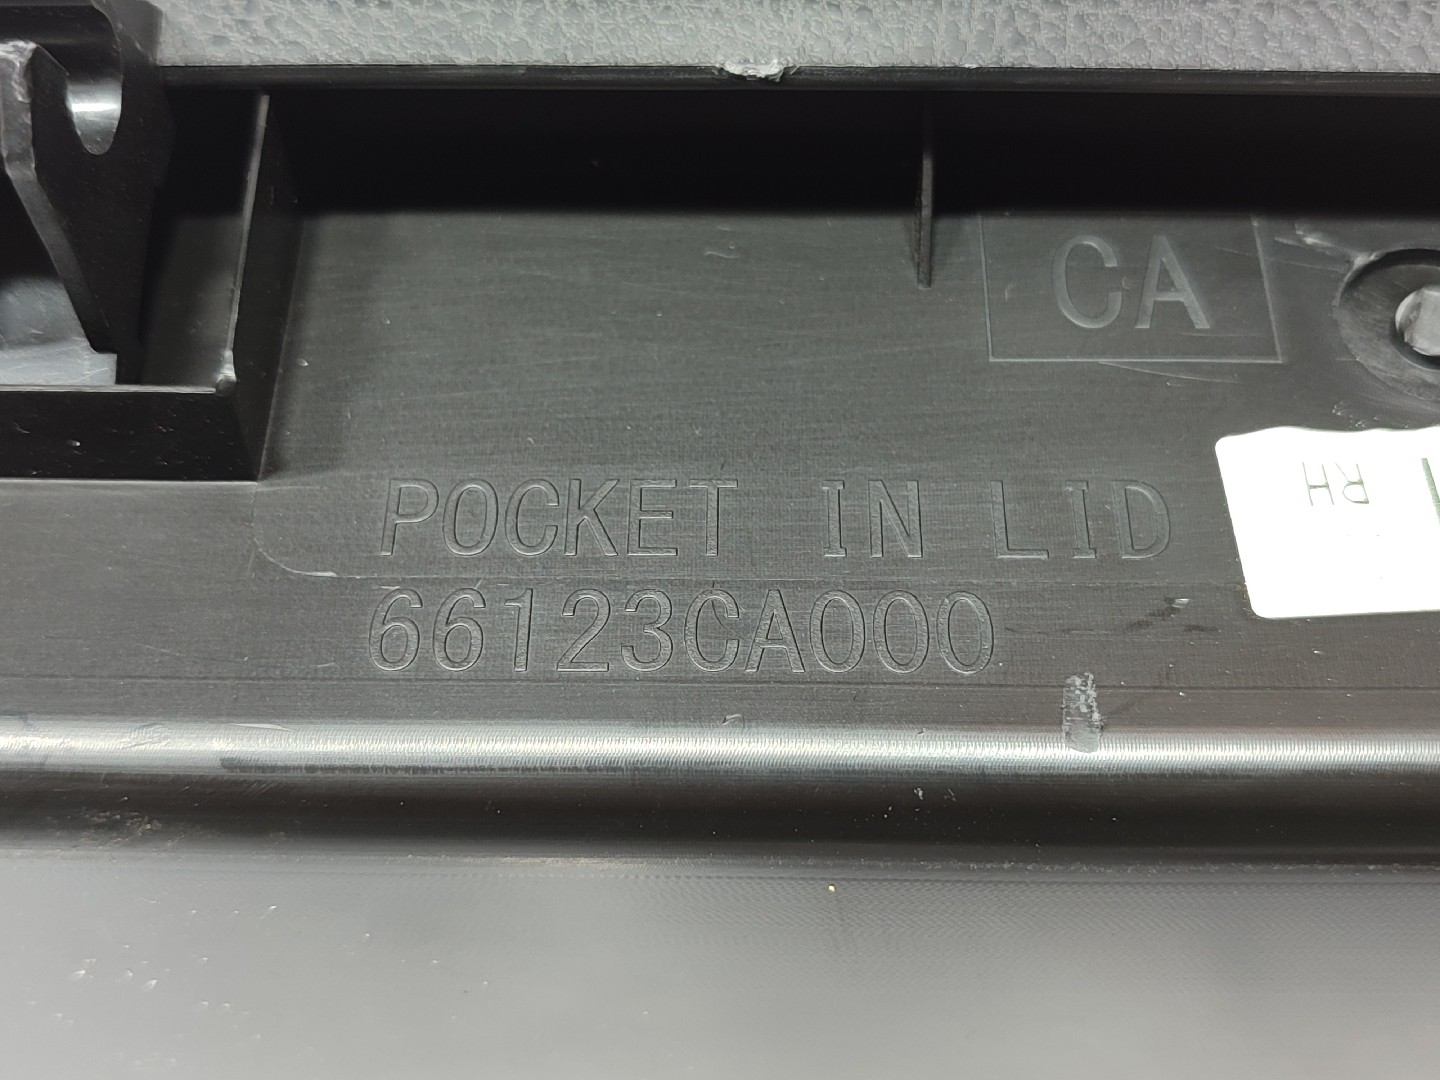 CA
RH
POCKET IN LID
66123CA000